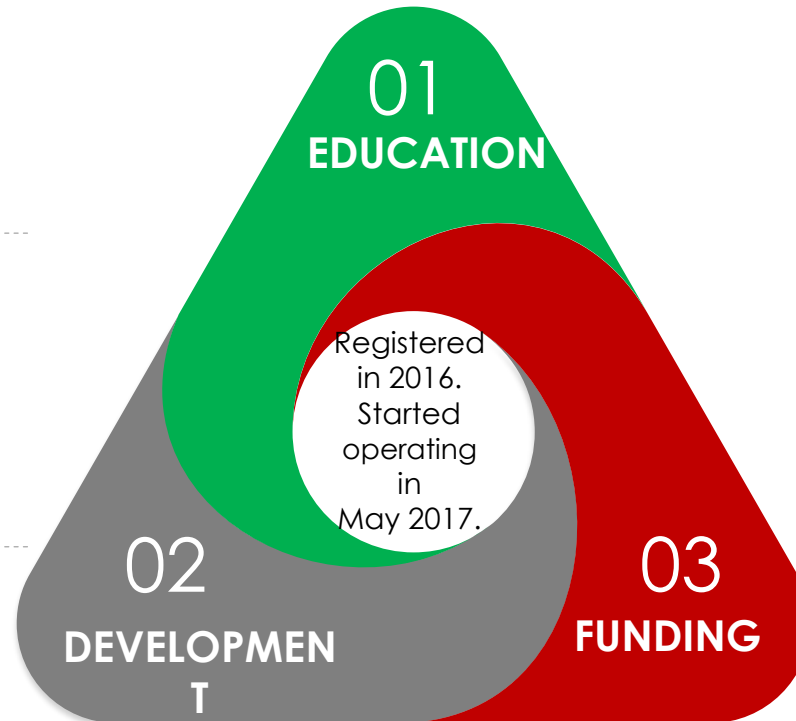 01
EDUCATION
Registered
in 2016.
Started
operating
in
May 2017.
02
DEVELOPMEN
T
03
FUNDING